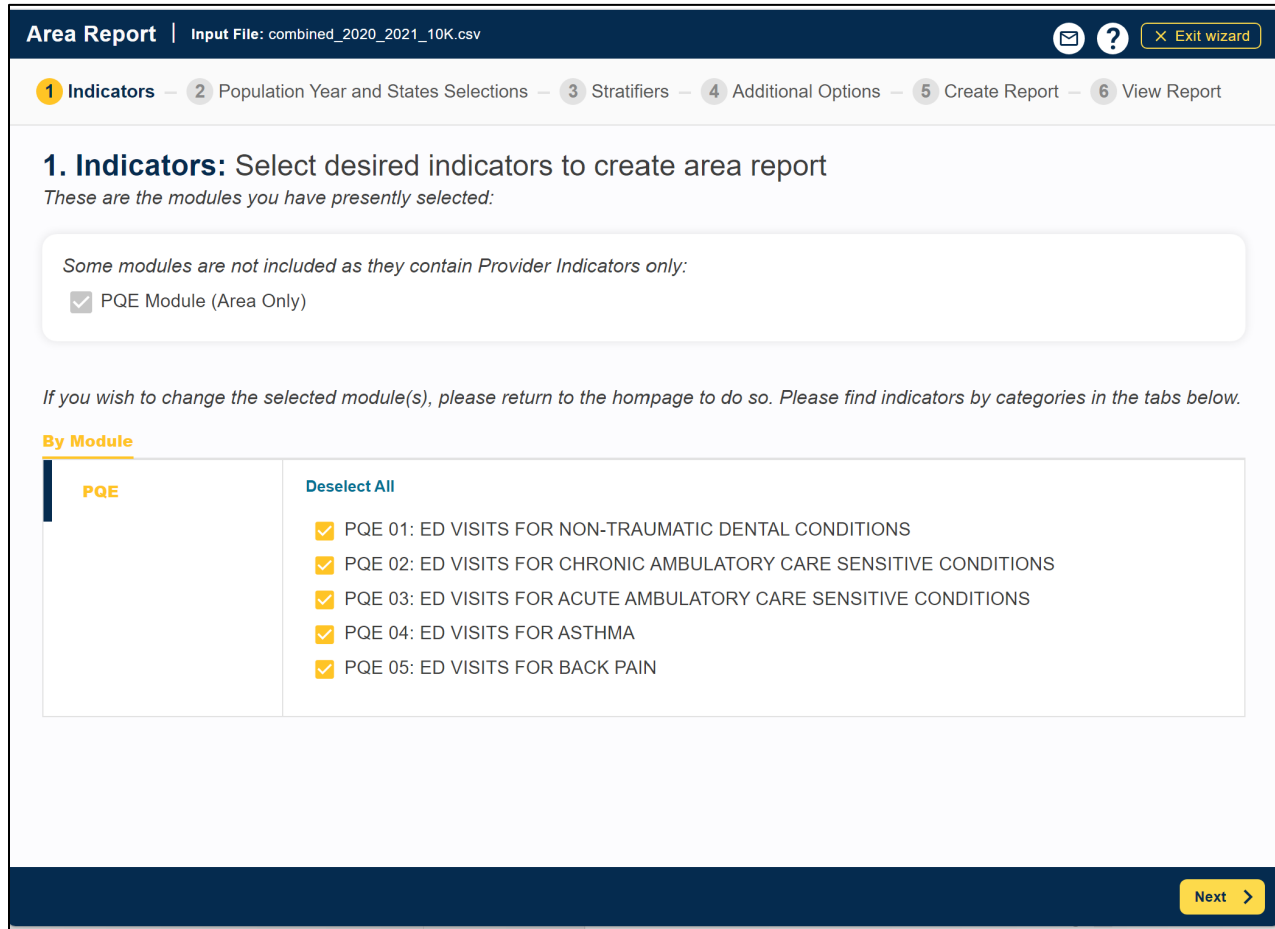 Area Report | Input File: combined_2020_2021_10K.csv
? × Exit wizard
1 Indicators – 2 Population Year and States Selections – 3 Stratifiers – 4 Additional Options – 5 Create Report – 6 View Report
1. Indicators: Select desired indicators to create area report
These are the modules you have presently selected:
Some modules are not included as they contain Provider Indicators only:
PQE Module (Area Only)
If you wish to change the selected module(s), please return to the hompage to do so. Please find indicators by categories in the tabs below.
By Module
PQE
Deselect All
PQE 01: ED VISITS FOR NON-TRAUMATIC DENTAL CONDITIONS
PQE 02: ED VISITS FOR CHRONIC AMBULATORY CARE SENSITIVE CONDITIONS
PQE 03: ED VISITS FOR ACUTE AMBULATORY CARE SENSITIVE CONDITIONS
PQE 04: ED VISITS FOR ASTHMA
PQE 05: ED VISITS FOR BACK PAIN
Next >